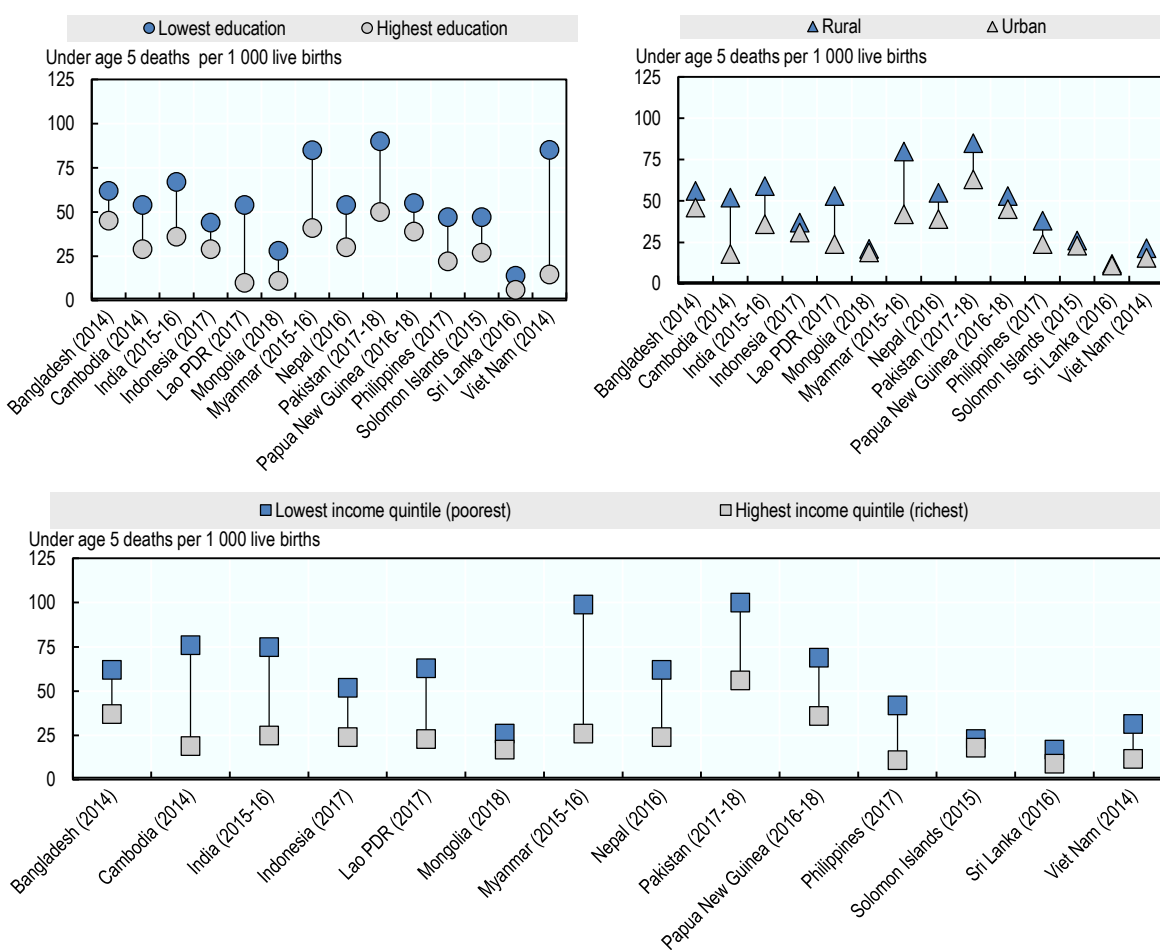 Lowest education Highest education
Under age 5 deaths per 1 000 live births
125
100
75
50
25
0
Bangladesh (2014)
Cambodia (2014)
India (2015-16)
Indonesia (2017)
Lao PDR (2017)
Mongolia (2018)
Myanmar (2015-16)
Nepal (2016)
Pakistan (2017-18)
Papua New Guinea (2016-18)
Philippines (2017)
Solomon Islands (2015)
Sri Lanka (2016)
Viet Nam (2014)
Rural Urban
Under age 5 deaths per 1 000 live births
125
100
75
50
25
0
Bangladesh (2014)
Cambodia (2014)
India (2015-16)
Indonesia (2017)
Lao PDR (2017)
Mongolia (2018)
Myanmar (2015-16)
Nepal (2016)
Pakistan (2017-18)
Papua New Guinea (2016-18)
Philippines (2017)
Solomon Islands (2015)
Sri Lanka (2016)
Viet Nam (2014)
Lowest income quintile (poorest) Highest income quintile (richest)
Under age 5 deaths per 1 000 live births
125
100
75
50
25
0
Bangladesh (2014)
Cambodia (2014)
India (2015-16)
Indonesia (2017)
Lao PDR (2017)
Mongolia (2018)
Myanmar (2015-16)
Nepal (2016)
Pakistan (2017-18)
Papua New Guinea (2016-18)
Philippines (2017)
Solomon Islands (2015)
Sri Lanka (2016)
Viet Nam (2014)